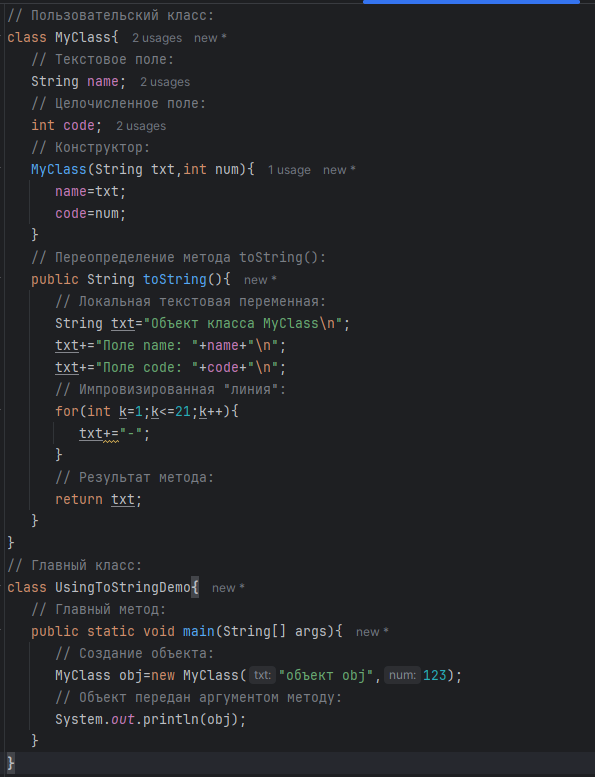 // Пользовательский класс:
class MyClass{ 2 usages new *
// Текстовое поле:
String name; 2 usages
// Целочисленное поле:
int code; 2 usages
// Конструктор:
MyClass(String txt,int num){ 1 usage new *
name=txt;
code=num;
}
// Переопределение метода toString():
public String toString(){ new *
// Локальная текстовая переменная:
String txt="Объект класса MyClass\n";
txt+="Поле name: "+name+"\n";
txt+="Поле code: "+code+"\n";
// Импровизированная "линия":
for(int k=1;k<=21;k++){
txt+="-";
}
// Результат метода:
return txt;
}
}
// Главный класс:
class UsingToStringDemo{ new *
// Главный метод:
public static void main(String[] args){ new *
// Создание объекта:
MyClass obj=new MyClass( txt: "объект obj", num: 123);
// Объект передан аргументом методу:
System.out.println(obj);
}
}